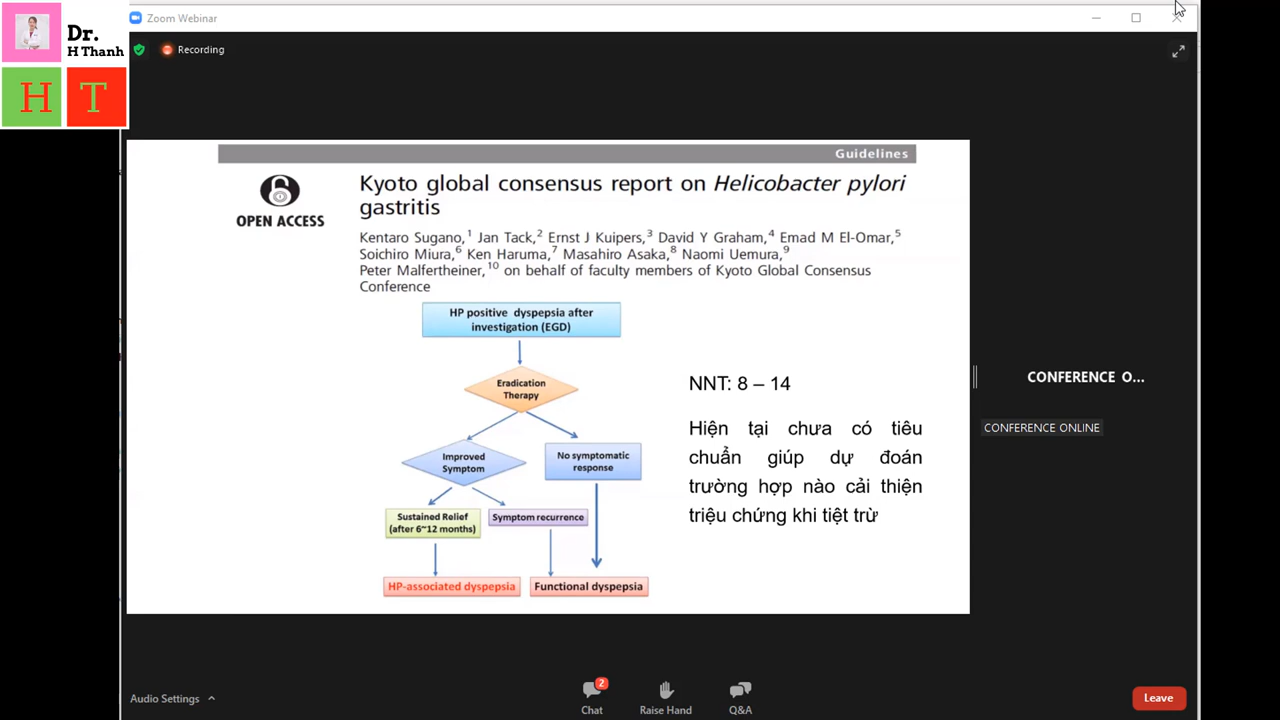 Dr.
H Thanh
H T
Zoom Webinar
Recording
Guidelines
OPEN ACCESS
Kyoto global consensus report on Helicobacter pylori
gastritis
Kentaro Sugano,1 Jan Tack,2 Ernst J Kuipers,3 David Y Graham,4 Emad M El-Omar,5
Soichiro Miura,6 Ken Haruma,7 Masahiro Asaka,8 Naomi Uemura,9
Peter Malfertheiner,10 on behalf of faculty members of Kyoto Global Consensus
Conference
HP positive dyspepsia after
investigation (EGD)
Eradication
Therapy
Improved
Symptom
No symptomatic
response
Sustained Relief
(after 6~12 months)
Symptom recurrence
HP-associated dyspepsia
Functional dyspepsia
NNT: 8 – 14
Hiện tại chưa có tiêu
chuẩn giúp dự đoán
trường hợp nào cải thiện
triệu chứng khi tiệt trừ
CONFERENCE O...
CONFERENCE ONLINE
Audio Settings
2
Chat
Raise Hand
Q&A
Leave